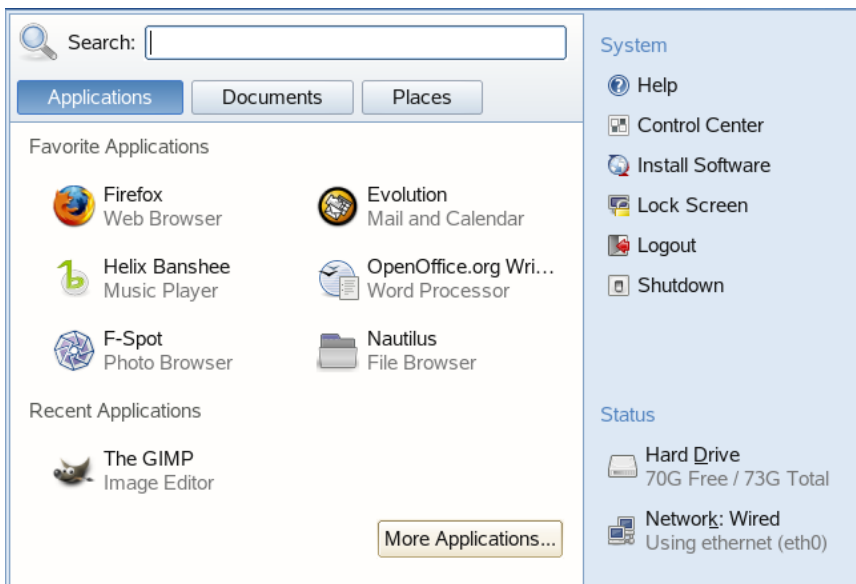 Search:
Applications
Documents
Places
Favorite Applications
Firefox
Web Browser
Evolution
Mail and Calendar
Helix Banshee
Music Player
OpenOffice.org Wri...
Word Processor
F-Spot
Photo Browser
Nautilus
File Browser
Recent Applications
The GIMP
Image Editor
More Applications...
System
Help
Control Center
Install Software
Lock Screen
Logout
Shutdown
Status
Hard Drive
70G Free / 73G Total
Network: Wired
Using ethernet (eth0)